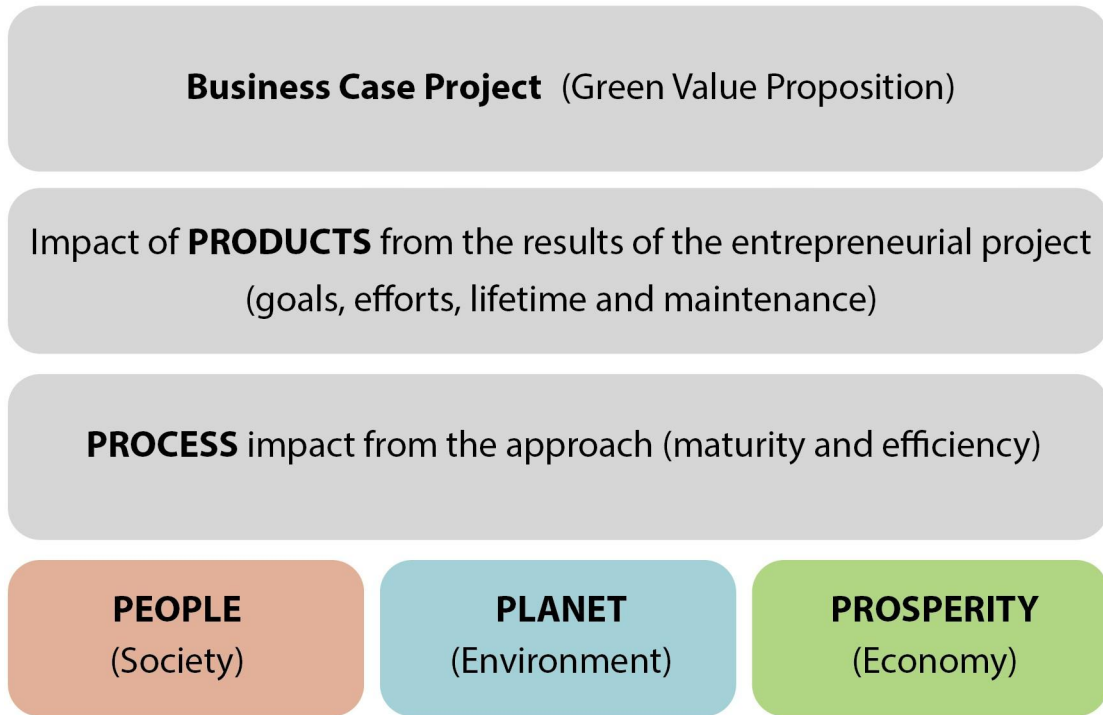 Business Case Project (Green Value Proposition)
Impact of PRODUCTS from the results of the entrepreneurial project
(goals, efforts, lifetime and maintenance)
PROCESS impact from the approach (maturity and efficiency)
PEOPLE
(Society)
PLANET
(Environment)
PROSPERITY
(Economy)